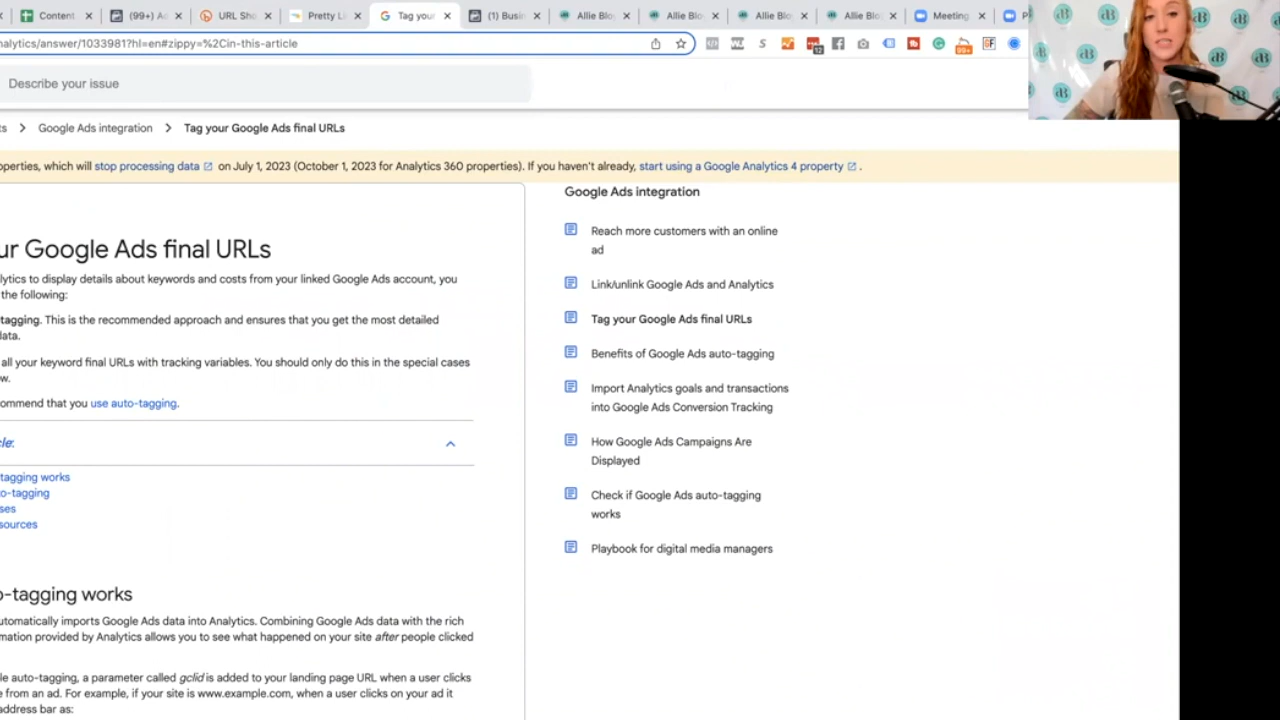 Content
(99+) A
URL Sho
Pretty Li
Tag your
(1) Busin
Allie Blo
Allie Blo
Allie Blo
Allie Blo
Meeting
nalytics/answer/1033981?hl=en#zippy=%2Cin-this-article
12
99+
GF
Describe your issue
ts > Google Ads integration > Tag your Google Ads final URLs
operties, which will stop processing data on July 1, 2023 (October 1, 2023 for Analytics 360 properties). If you haven't already, start using a Google Analytics 4 property .
ur Google Ads final URLs
lytics to display details about keywords and costs from your linked Google Ads account, you
the following:
tagging. This is the recommended approach and ensures that you get the most detailed
data.
all your keyword final URLs with tracking variables. You should only do this in the special cases
w.
ommend that you use auto-tagging.
cle:
tagging works
o-tagging
ses
sources
o-tagging works
utomatically imports Google Ads data into Analytics. Combining Google Ads data with the rich
mation provided by Analytics allows you to see what happened on your site after people clicked
le auto-tagging, a parameter called gclid is added to your landing page URL when a user clicks
e from an ad. For example, if your site is www.example.com, when a user clicks on your ad it
address bar as:
Google Ads integration
Reach more customers with an online
ad
Link/unlink Google Ads and Analytics
Tag your Google Ads final URLs
Benefits of Google Ads auto-tagging
Import Analytics goals and transactions
into Google Ads Conversion Tracking
How Google Ads Campaigns Are
Displayed
Check if Google Ads auto-tagging
works
Playbook for digital media managers